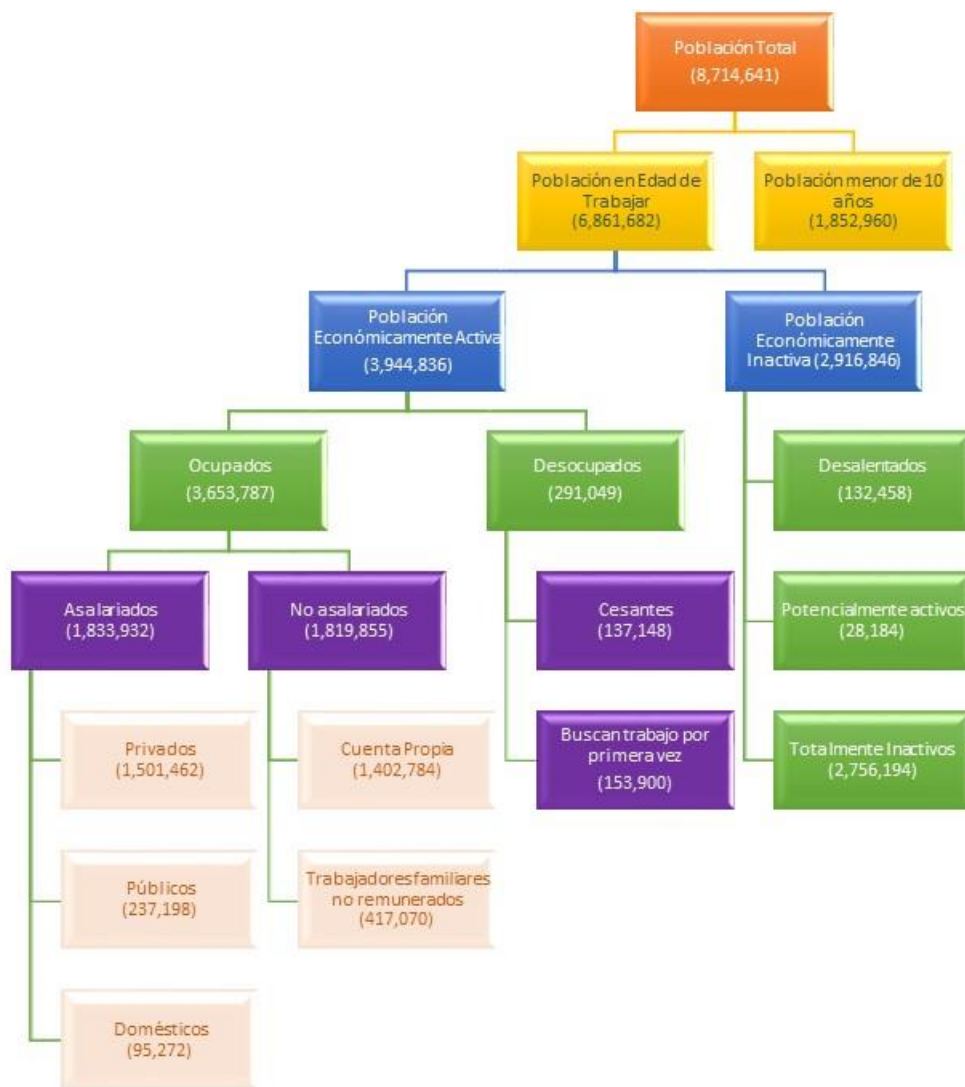 Población Total
(8,714,641)
Población en Edad de
Trabajar
(6,861,682)
Población menor de 10
años
(1,852,960)
Población
Económicamente Activa
(3,944,836)
Población
Económicamente
Inactiva (2,916,846)
Ocupados
(3,653,787)
Desocupados
(291,049)
Desalentados
(132,458)
Asalariados
(1,833,932)
No asalariados
(1,819,855)
Cesantes
(137,148)
Potencialmente activos
(28,184)
Privados
(1,501,462)
Cuenta Propia
(1,402,784)
Buscan trabajo por
primera vez
(153,900)
Totalmente Inactivos
(2,756,194)
Públicos
(237,198)
Trabajadores familiares
no remunerados
(417,070)
Domésticos
(95,272)